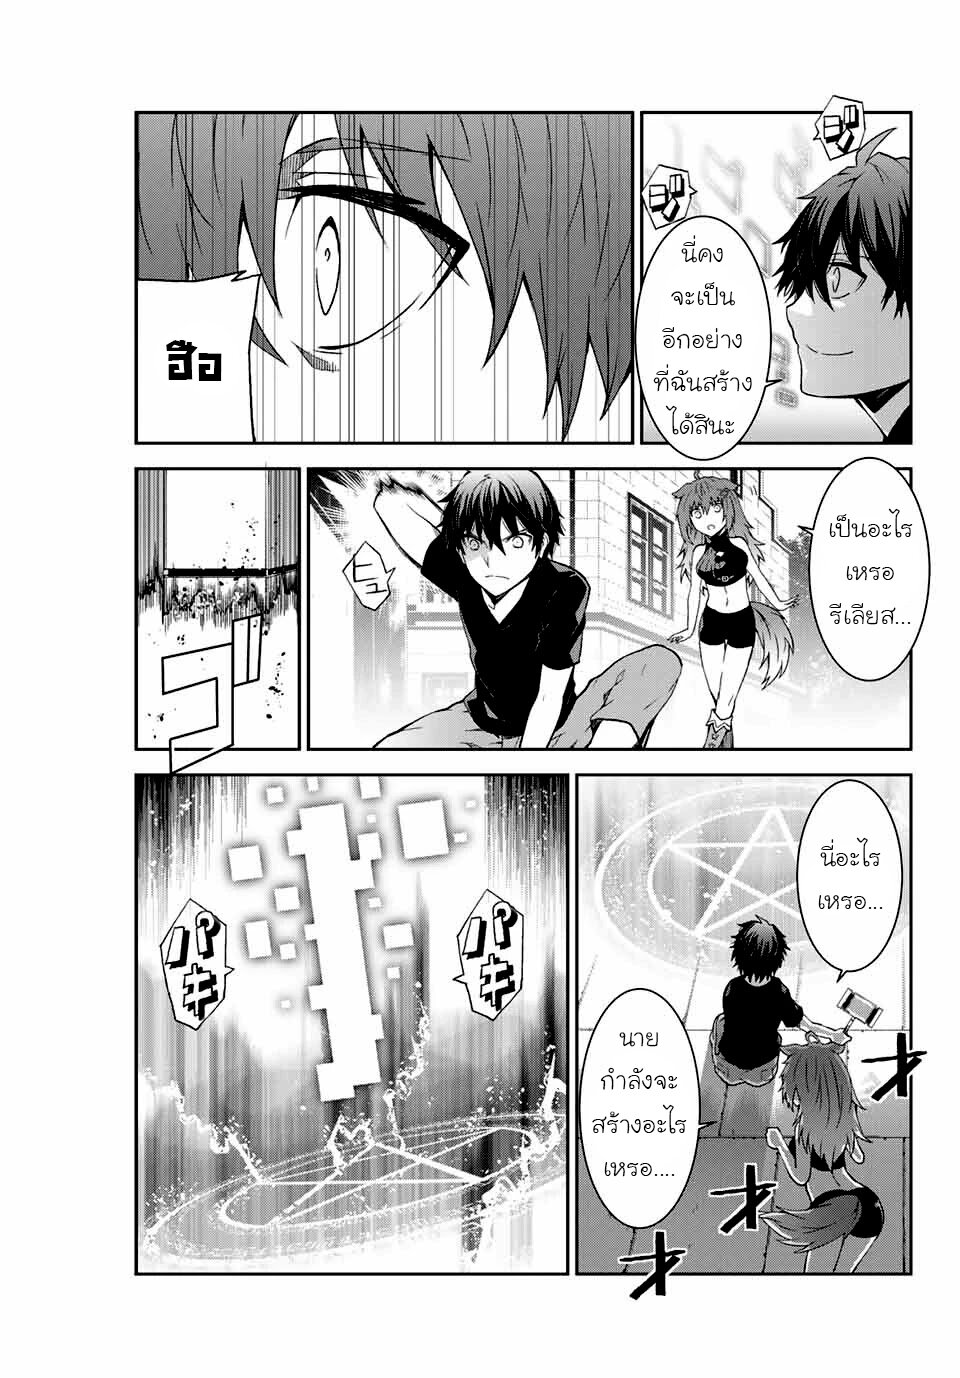 นี่คง
จะเป็น
อีกอย่าง
ที่ฉันสร้าง
ได้สินะ
ฮือ
เป็นอะไร
เหรอ
รีเลียส...
ゴ
นี่อะไร
เหรอ...
นาย
กำลังจะ
สร้างอะไร
เหรอ....
オ
オ
オ
パキ
パキ